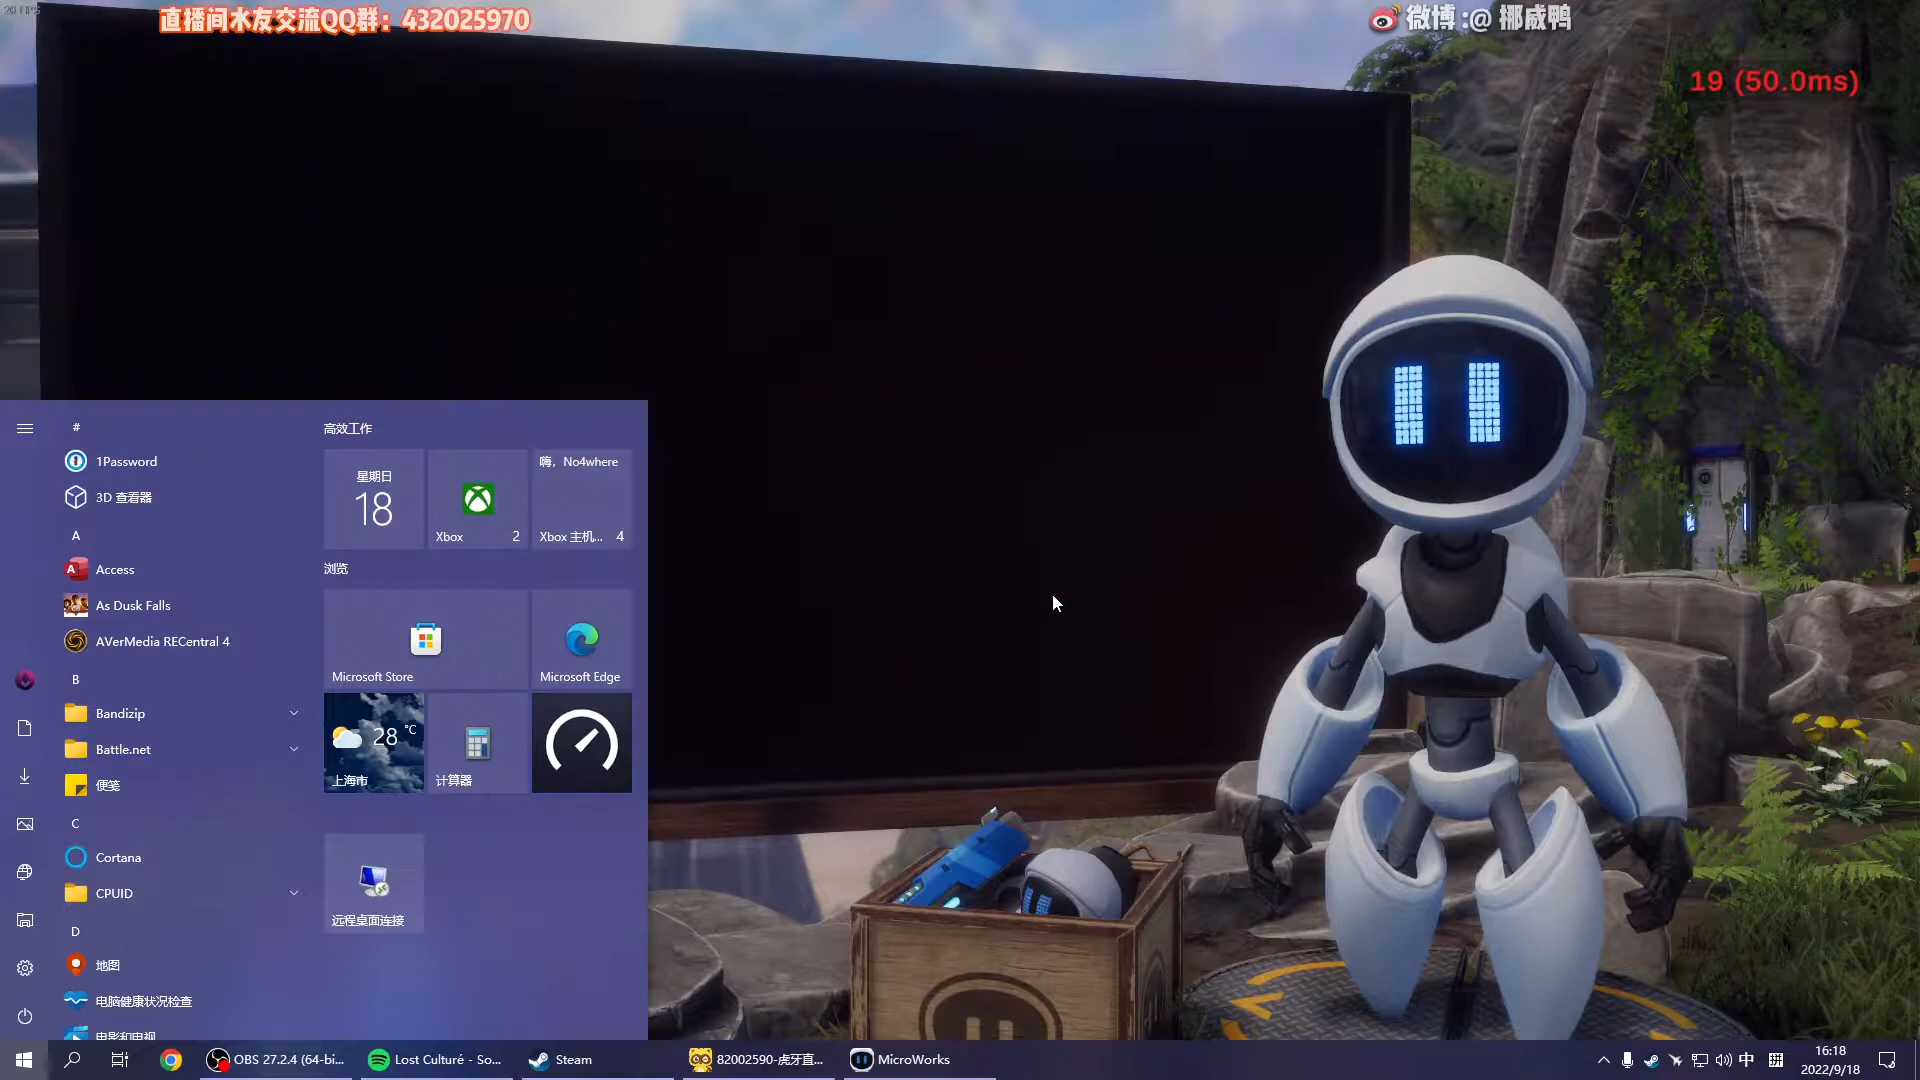 直播间水友交流QQ群：432025970
微博:@ 挪威鸭
19 (50.0ms)
#
1Password
3D 查看器
A
Access
As Dusk Falls
AVerMedia RECentral 4
B
Bandizip
Battle.net
便笺
C
Cortana
CPUID
D
地图
电脑健康状况检查
电影和电视
高效工作
星期日
18
Xbox 2
嗨，No4where
Xbox 主机... 4
浏览
Microsoft Store
Microsoft Edge
28 °C
上海市
计算器
远程桌面连接
OBS 27.2.4 (64-bi...
Lost Culturé - So...
Steam
82002590-虎牙直...
MicroWorks
中
16:18
2022/9/18